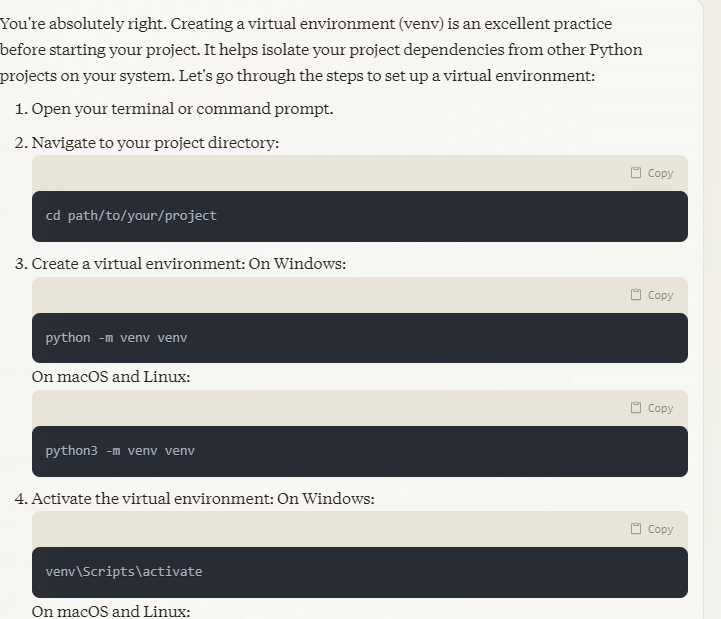 You're absolutely right. Creating a virtual environment (venv) is an excellent practice
before starting your project. It helps isolate your project dependencies from other Python
projects on your system. Let's go through the steps to set up a virtual environment:
1. Open your terminal or command prompt.
2. Navigate to your project directory:
Copy
cd path/to/your/project
3. Create a virtual environment: On Windows:
Copy
python -m venv venv
On macOS and Linux:
Copy
python3 -m venv venv
4. Activate the virtual environment: On Windows:
Copy
venv\Scripts\activate
On macOS and Linux: